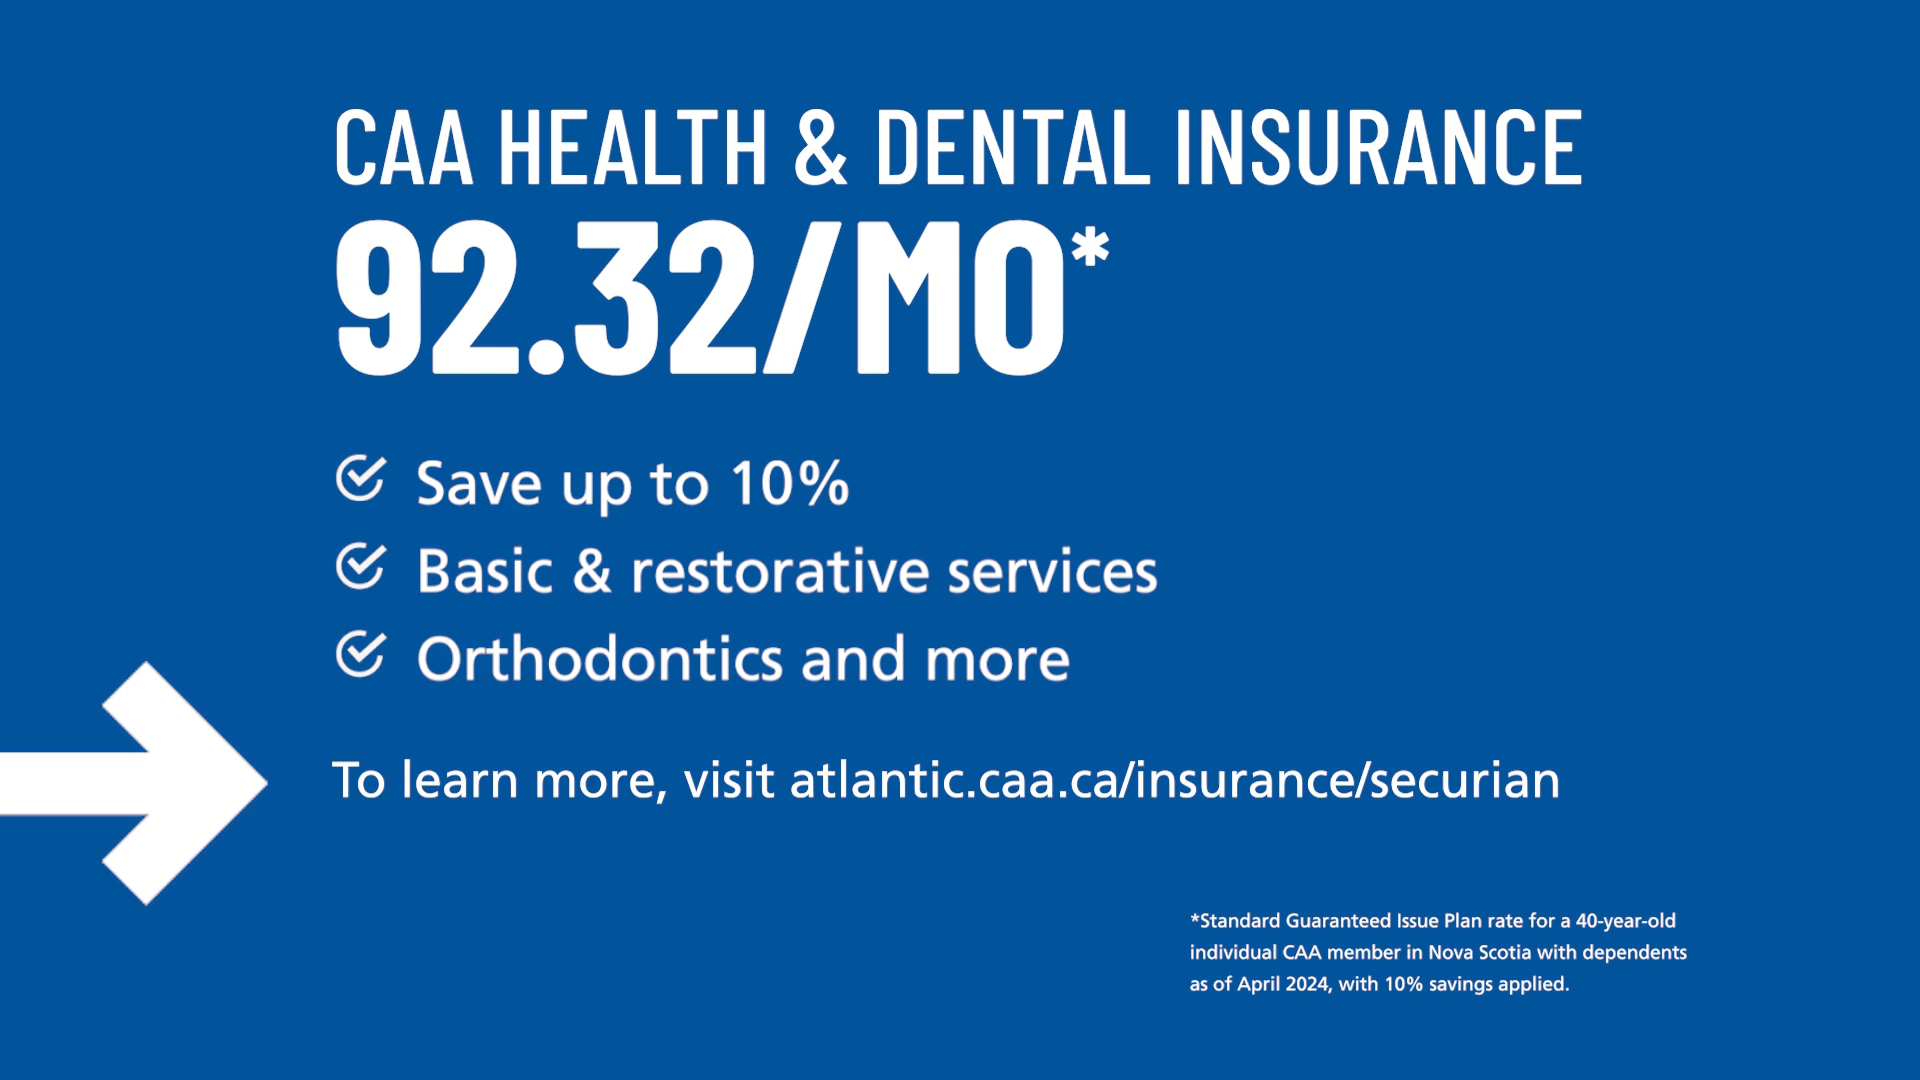 CAA HEALTH & DENTAL INSURANCE
92.32/MO*
Save up to 10%
Basic & restorative services
Orthodontics and more
To learn more, visit atlantic.caa.ca/insurance/securian
*Standard Guaranteed Issue Plan rate for a 40-year-old
individual CAA member in Nova Scotia with dependents
as of April 2024, with 10% savings applied.